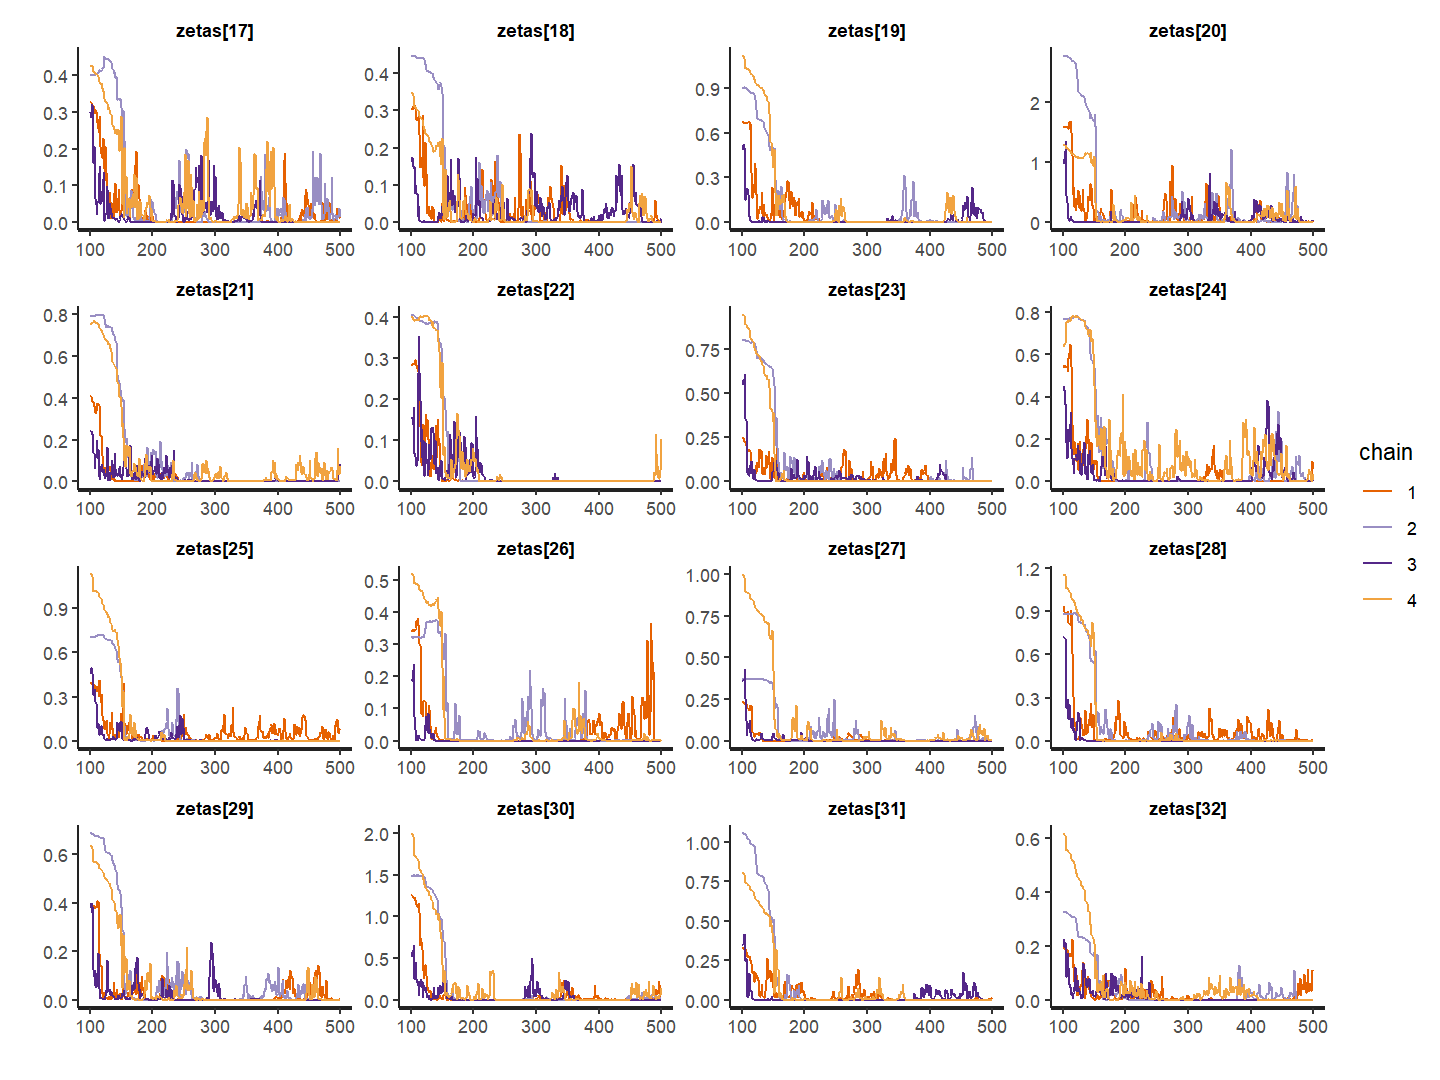 zetas[17] zetas[18] zetas[19] zetas[20]
0.4 0.3 0.2 0.1 0.0
0.4 0.3 0.2 0.1 0.0
0.9 0.6 0.3 0.0
2 1 0
100 200 300 400 500 100 200 300 400 500 100 200 300 400 500 100 200 300 400 500
zetas[21] zetas[22] zetas[23] zetas[24]
0.8 0.6 0.4 0.2 0.0
0.4 0.3 0.2 0.1 0.0
0.75 0.50 0.25 0.00
0.8 0.6 0.4 0.2 0.0
100 200 300 400 500 100 200 300 400 500 100 200 300 400 500 100 200 300 400 500
zetas[25] zetas[26] zetas[27] zetas[28]
0.9 0.6 0.3 0.0
0.5 0.4 0.3 0.2 0.1 0.0
1.00 0.75 0.50 0.25 0.00
1.2 0.9 0.6 0.3 0.0
100 200 300 400 500 100 200 300 400 500 100 200 300 400 500 100 200 300 400 500
zetas[29] zetas[30] zetas[31] zetas[32]
0.6 0.4 0.2 0.0
2.0 1.5 1.0 0.5 0.0
1.00 0.75 0.50 0.25 0.00
0.6 0.4 0.2 0.0
100 200 300 400 500 100 200 300 400 500 100 200 300 400 500 100 200 300 400 500
chain
1
2
3
4